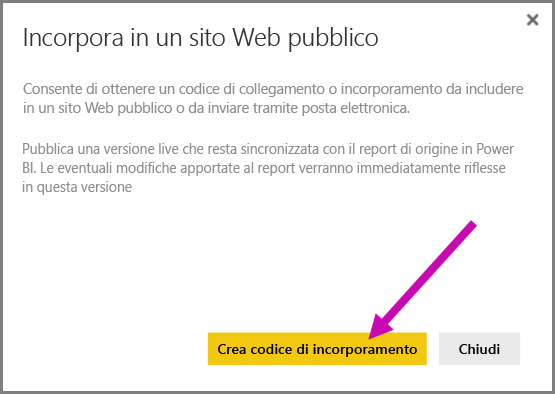 Incorpora in un sito Web pubblico
Consente di ottenere un codice di collegamento o incorporamento da includere
in un sito Web pubblico o da inviare tramite posta elettronica.
Pubblica una versione live che resta sincronizzata con il report di origine in Power
BI. Le eventuali modifiche apportate al report verranno immediatamente riflesse
in questa versione
Crea codice di incorporamento
Chiudi